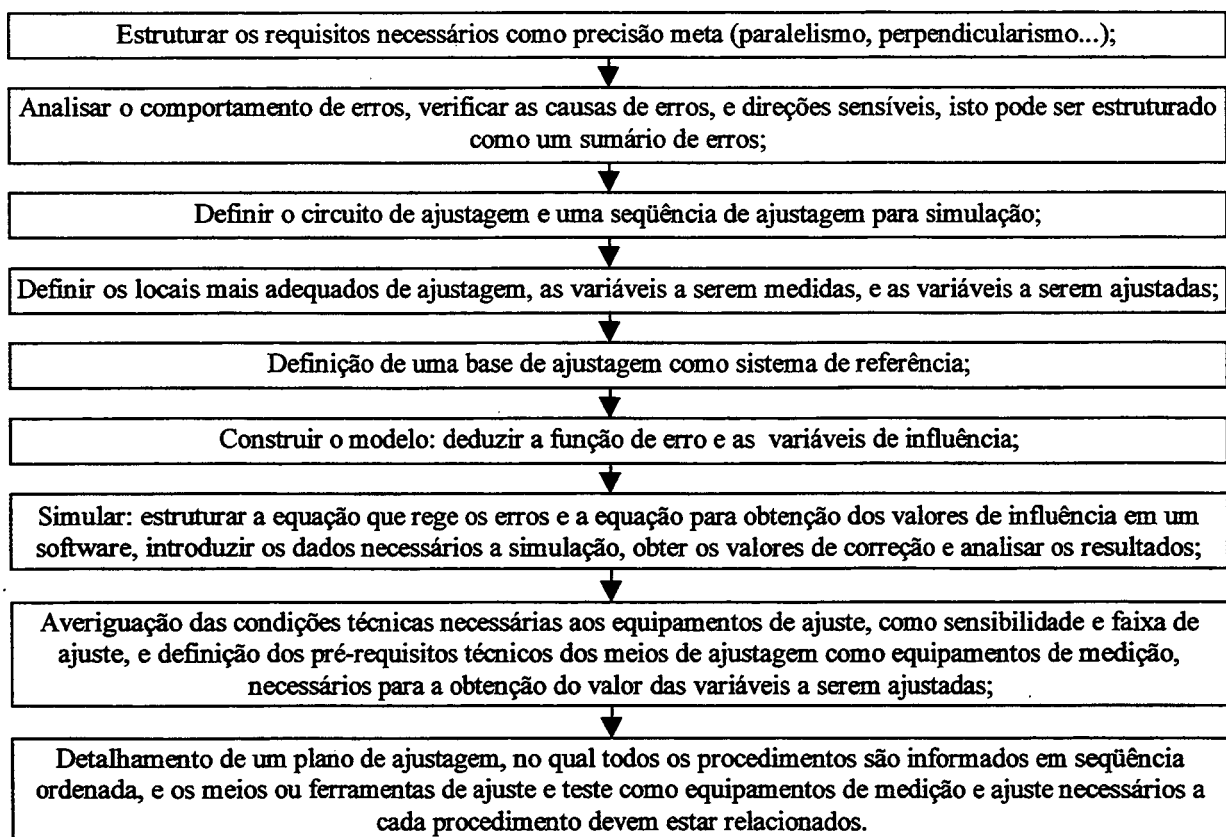 Estruturar os requisitos necessários como precisão meta (paralelismo, perpendicularismo...);
Analisar o comportamento de erros, verificar as causas de erros, e direções sensíveis, isto pode ser estruturado
como um sumário de erros;
Definir o circuito de ajustagem e uma seqüência de ajustagem para simulação;
Definir os locais mais adequados de ajustagem, as variáveis a serem medidas, e as variáveis a serem ajustadas;
Definição de uma base de ajustagem como sistema de referência;
Construir o modelo: deduzir a função de erro e as variáveis de influência;
Simular: estruturar a equação que rege os erros e a equação para obtenção dos valores de influência em um
software, introduzir os dados necessários a simulação, obter os valores de correção e analisar os resultados;
Averiguação das condições técnicas necessárias aos equipamentos de ajuste, como sensibilidade e faixa de
ajuste, e definição dos pré-requisitos técnicos dos meios de ajustagem como equipamentos de medição,
necessários para a obtenção do valor das variáveis a serem ajustadas;
Detalhamento de um plano de ajustagem, no qual todos os procedimentos são informados em seqüência
ordenada, e os meios ou ferramentas de ajuste e teste como equipamentos de medição e ajuste necessários a
cada procedimento devem estar relacionados.